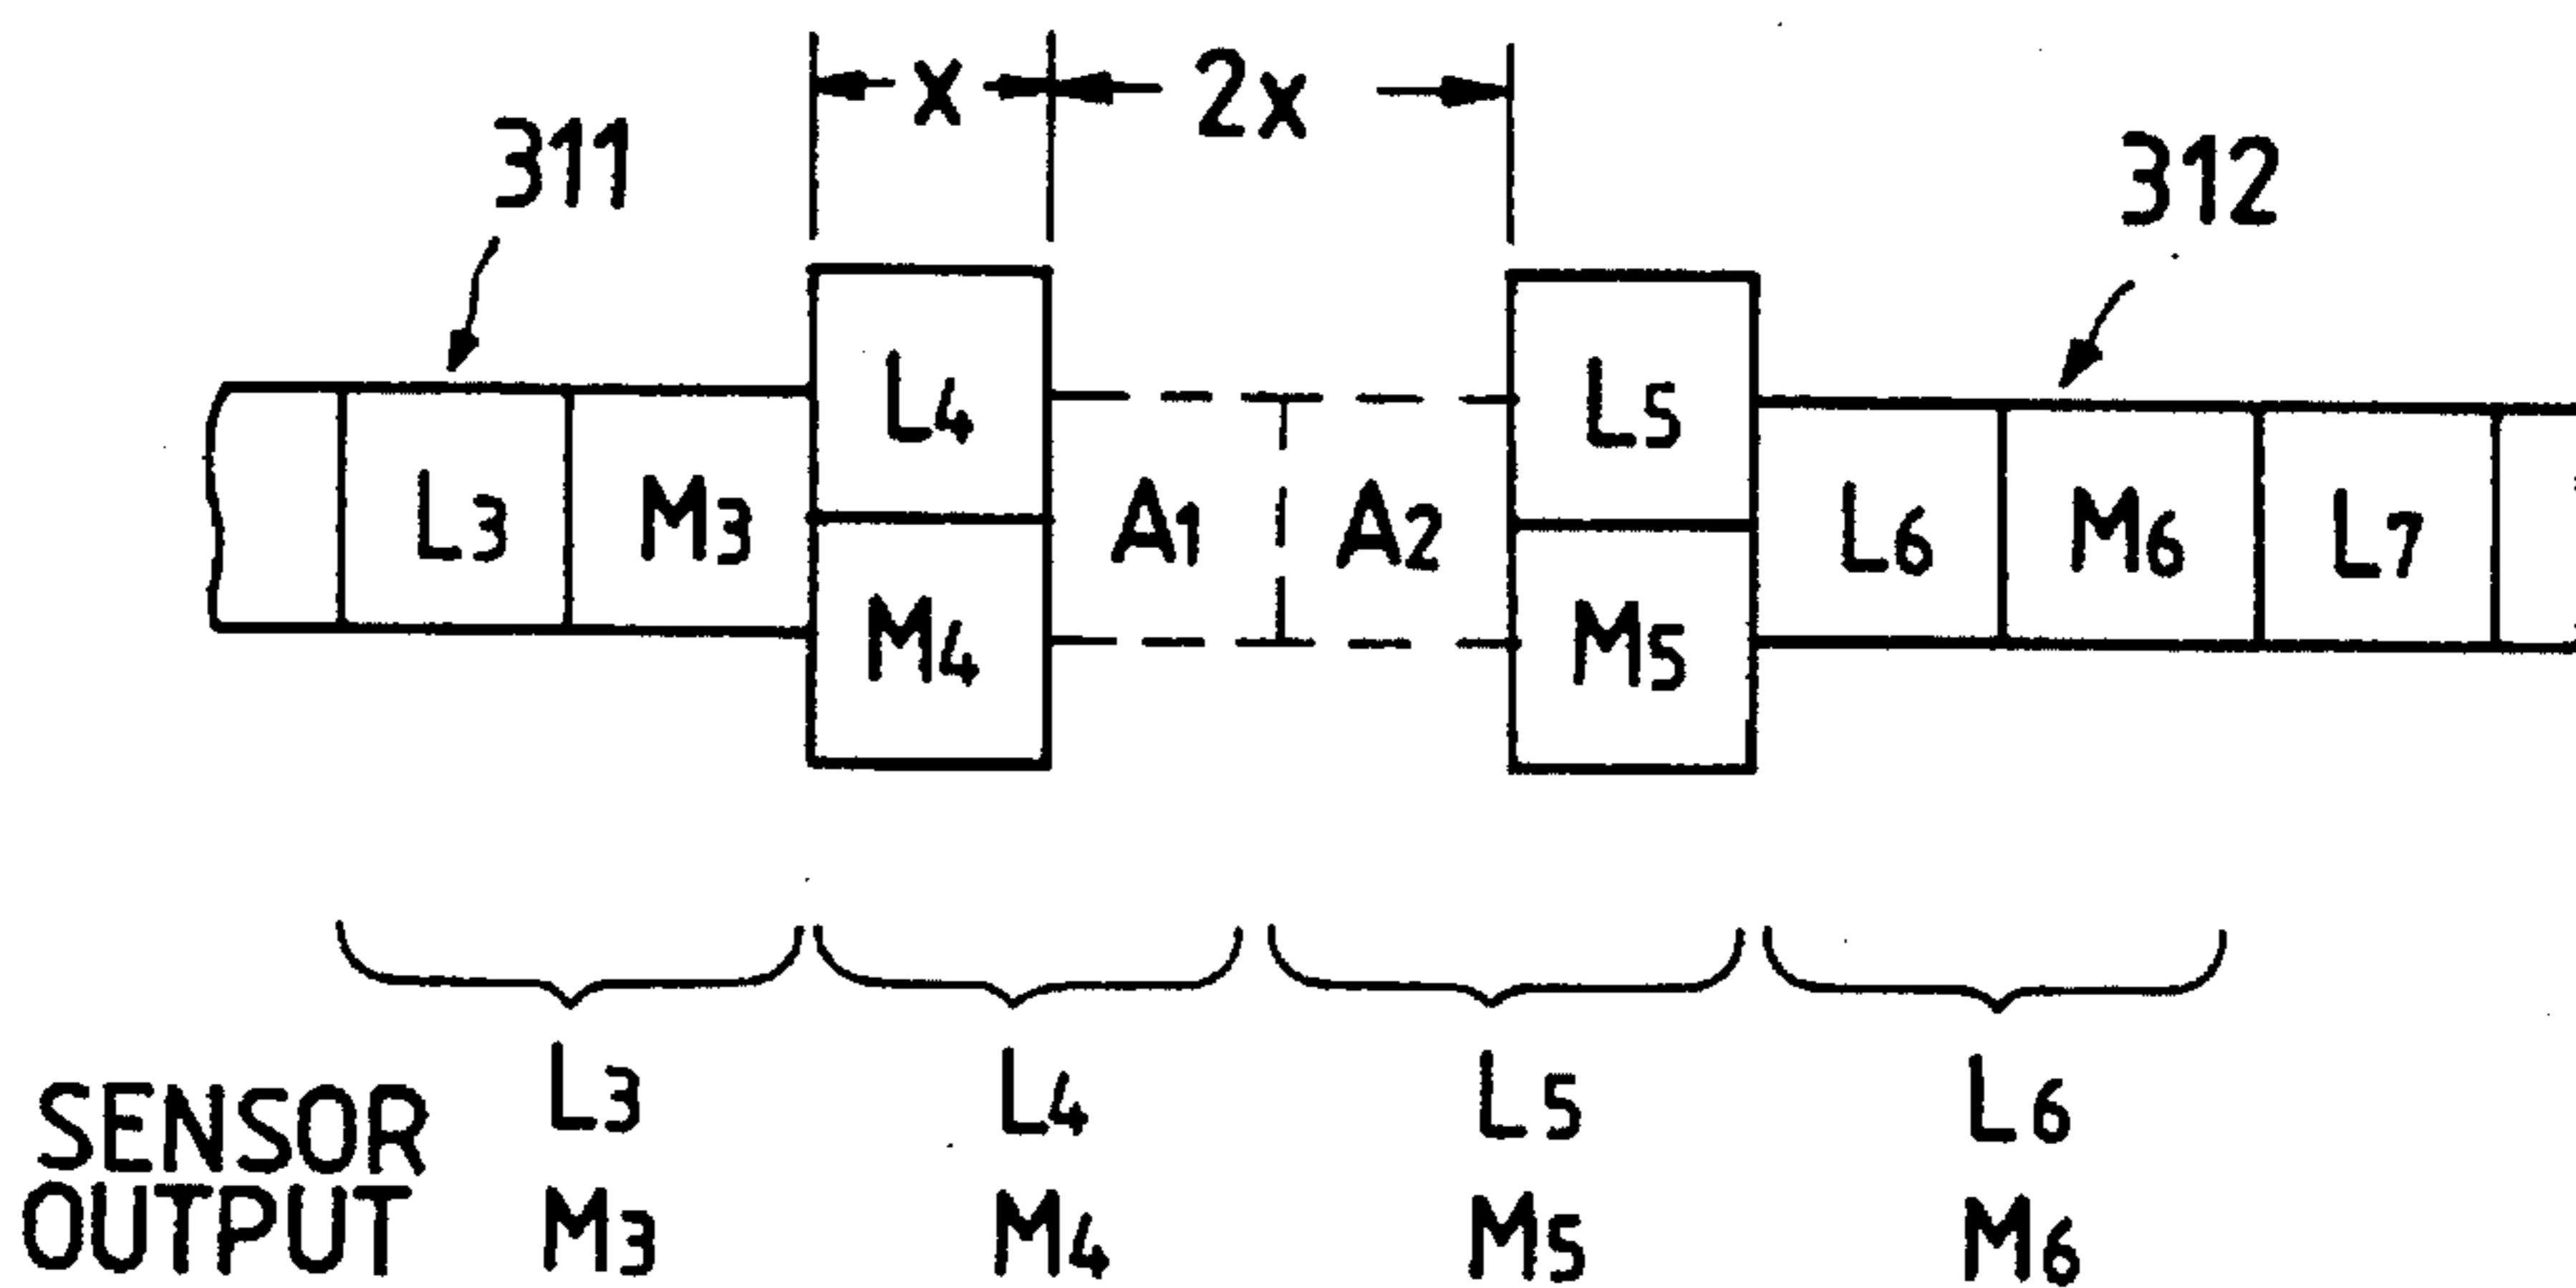 x 2x
311 312
L4 L5
L3 M3 A1 A2 L6 M6 L7
M4 M5
L3 L4 L5 L6
SENSOR
OUTPUT M3 M4 M5 M6